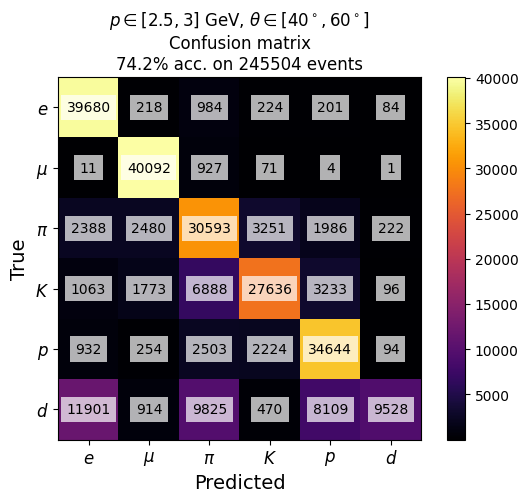 p ∈ [2.5, 3] GeV, θ ∈ [40°, 60°]
Confusion matrix
74.2% acc. on 245504 events
e 39680 218 984 224 201 84
μ 11 40092 927 71 4 1
π 2388 2480 30593 3251 1986 222
K 1063 1773 6888 27636 3233 96
p 932 254 2503 2224 34644 94
d 11901 914 9825 470 8109 9528
e μ π K p d
Predicted
True
40000
35000
30000
25000
20000
15000
10000
5000